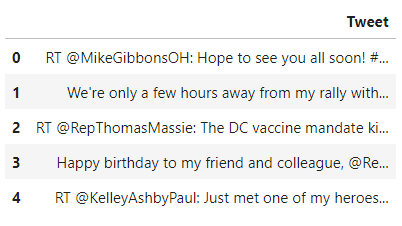 Tweet
0 RT @MikeGibbonsOH: Hope to see you all soon! #...
1 We're only a few hours away from my rally with...
2 RT @RepThomasMassie: The DC vaccine mandate ki...
3 Happy birthday to my friend and colleague, @Re...
4 RT @KelleyAshbyPaul: Just met one of my heroes...